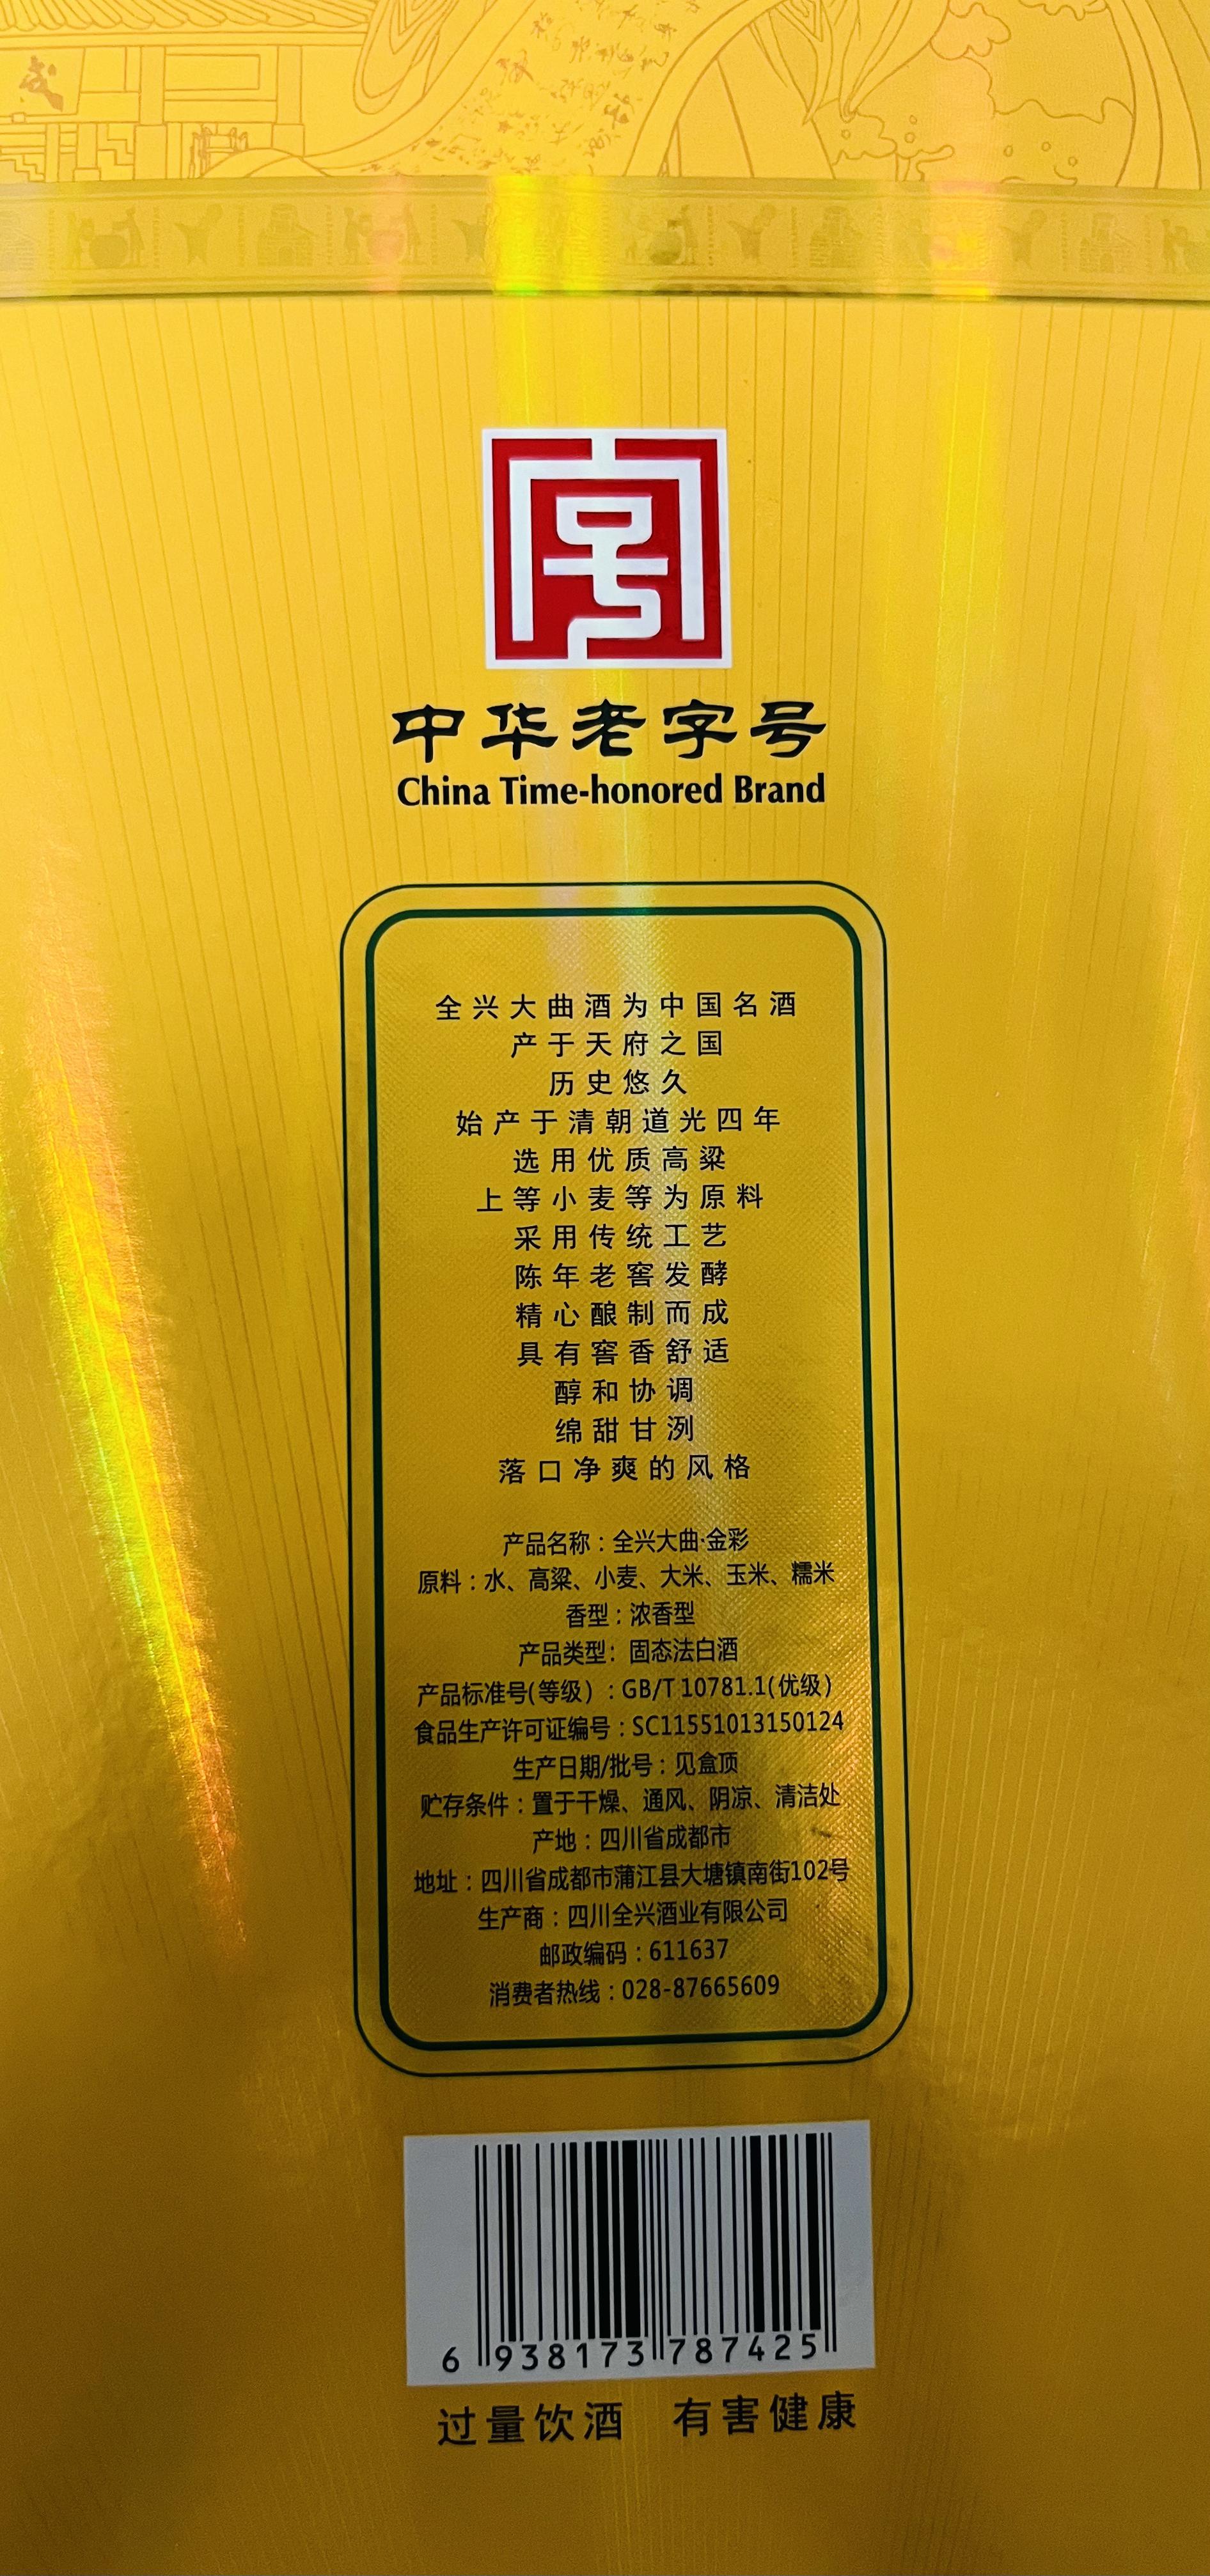 中华老字号
China Time-honored Brand
全兴大曲酒为中国名酒
产于天府之国
历史悠久
始产于清朝道光四年
选用优质高粱
上等小麦等为原料
采用传统工艺
陈年老窖发酵
精心酿制而成
具有窖香舒适
醇和协调
绵甜甘洌
落口净爽的风格
产品名称：全兴大曲·金彩
原料：水、高粱、小麦、大米、玉米、糯米
香型：浓香型
产品类型：固态法白酒
产品标准号(等级）：GB/T 10781.1(优级）
食品生产许可证编号：SC11551013150124
生产日期/批号：见盒顶
贮存条件：置于干燥、通风、阴凉、清洁处
产地：四川省成都市
地址：四川省成都市蒲江县大塘镇南街102号
生产商：四川全兴酒业有限公司
邮政编码：611637
消费者热线：028-87665609
6 938173 787425
过量饮酒 有害健康